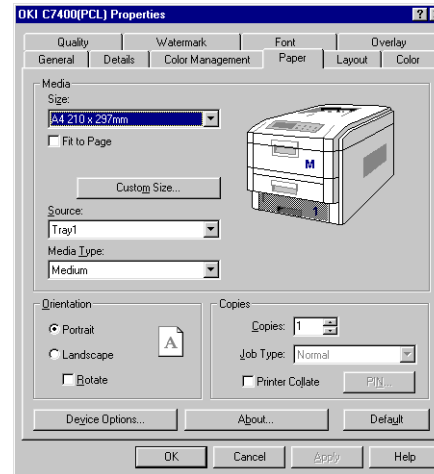 OKI C7400(PCL) Properties
Quality Watermark Font Overlay
General Details Color Management Paper Layout Color
Media
Size:
A4 210 x 297mm
Fit to Page
Custom Size...
Source:
Tray1
Media Type:
Medium
M
1
Orientation
Portrait
Landscape
Rotate
A
Copies
Copies: 1
Job Type: Normal
Printer Collate PIN...
Device Options... About... Default
OK Cancel Apply Help